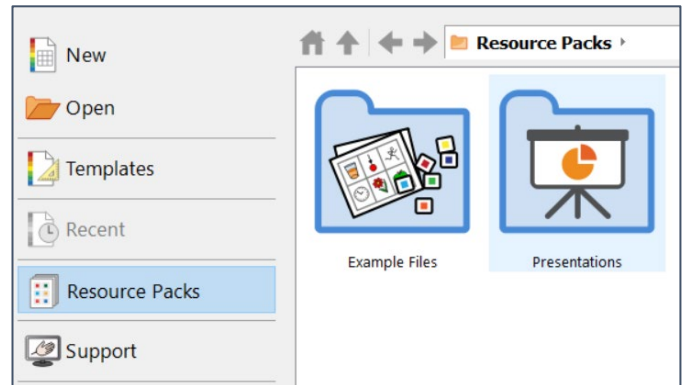 New
Open
Templates
Recent
Resource Packs
Support
Resource Packs
Example Files
Presentations